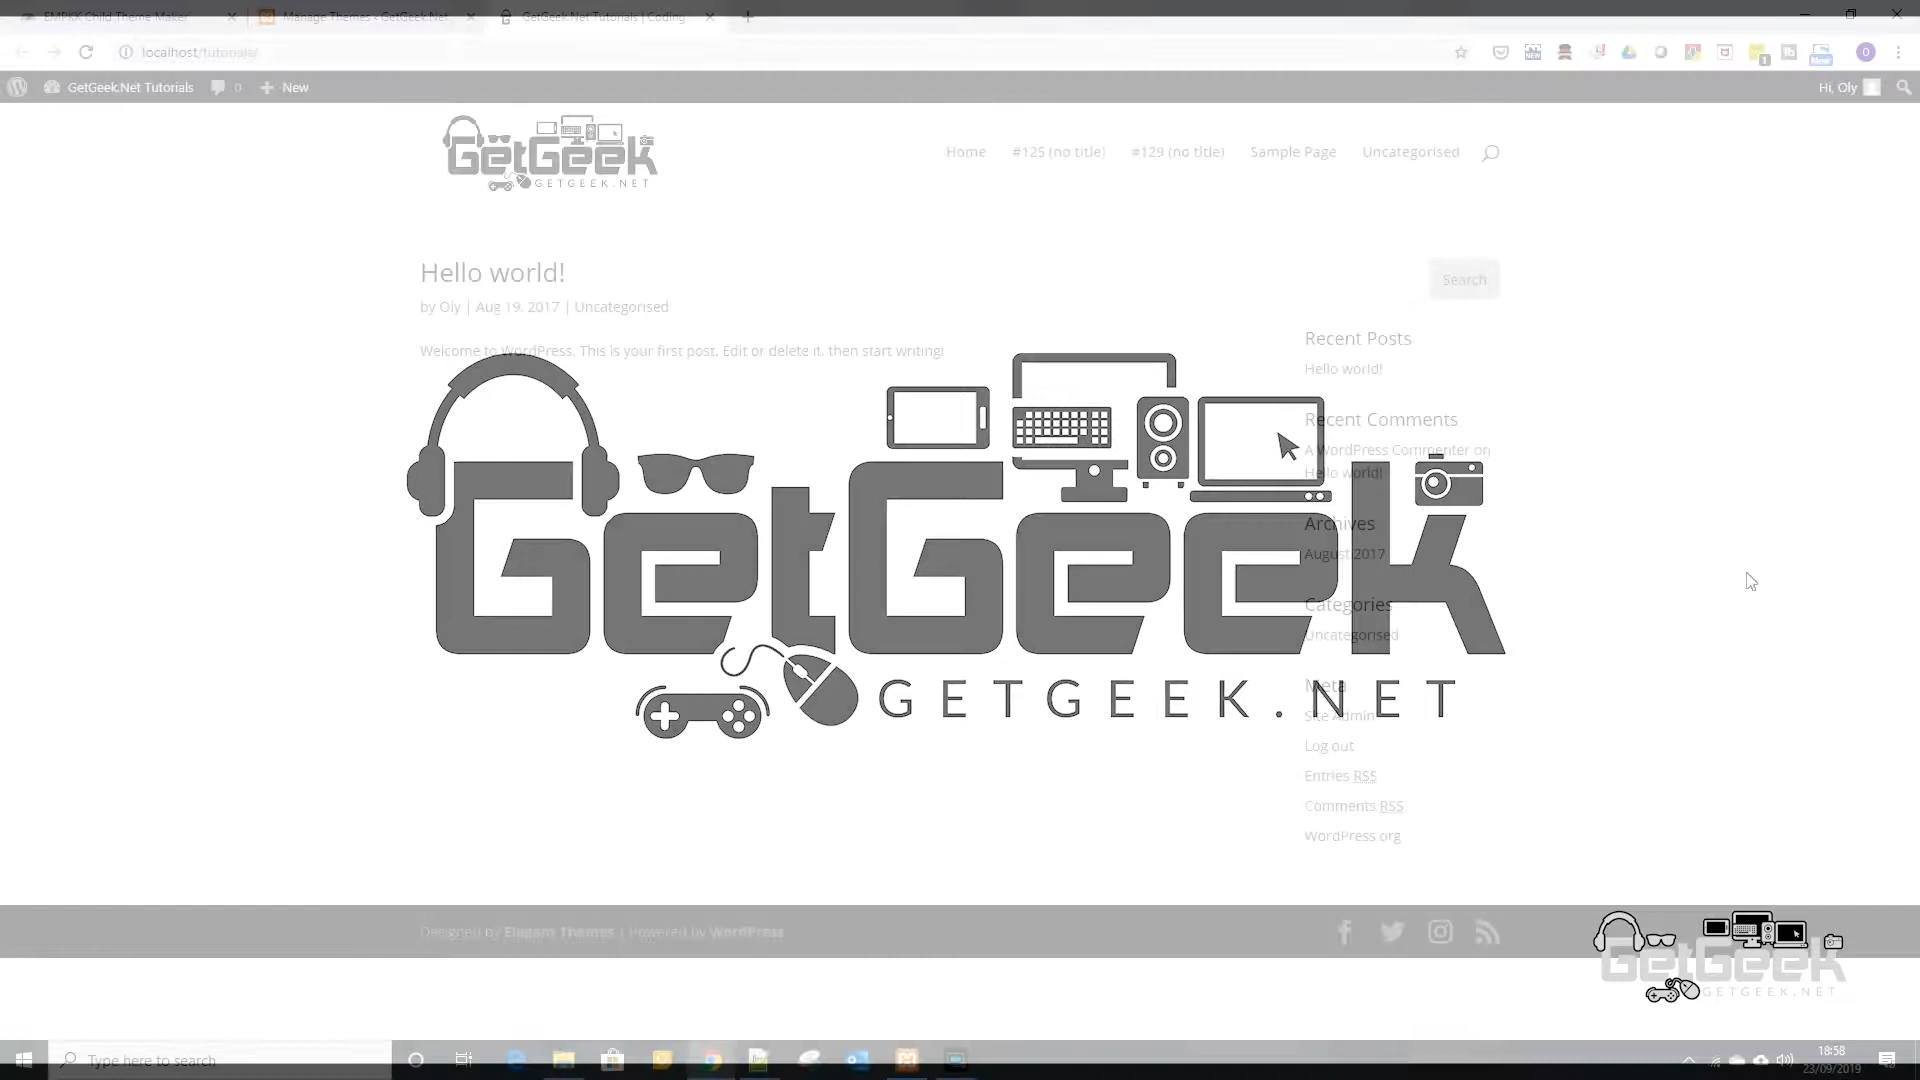 EMPKK Child Theme Maker
Manage Themes ‹ GetGeek.Net
GetGeek.Net Tutorials | Coding
localhost/tutorials/
GetGeek.Net Tutorials 0 New
Hi, Oly
GetGeek
GETGEEK.NET
Home #125 (no title) #129 (no title) Sample Page Uncategorised
Hello world!
by Oly | Aug 19, 2017 | Uncategorised
Welcome to WordPress. This is your first post. Edit or delete it, then start writing!
Search
Recent Posts
Hello world!
Recent Comments
A WordPress Commenter on
Hello world!
Archives
August 2017
Categories
Uncategorised
Meta
Site Admin
Log out
Entries RSS
Comments RSS
WordPress.org
GetGeek
GETGEEK.NET
Designed by Elegant Themes | Powered by WordPress
GetGeek
GETGEEK.NET
Type here to search
18:58
23/09/2019